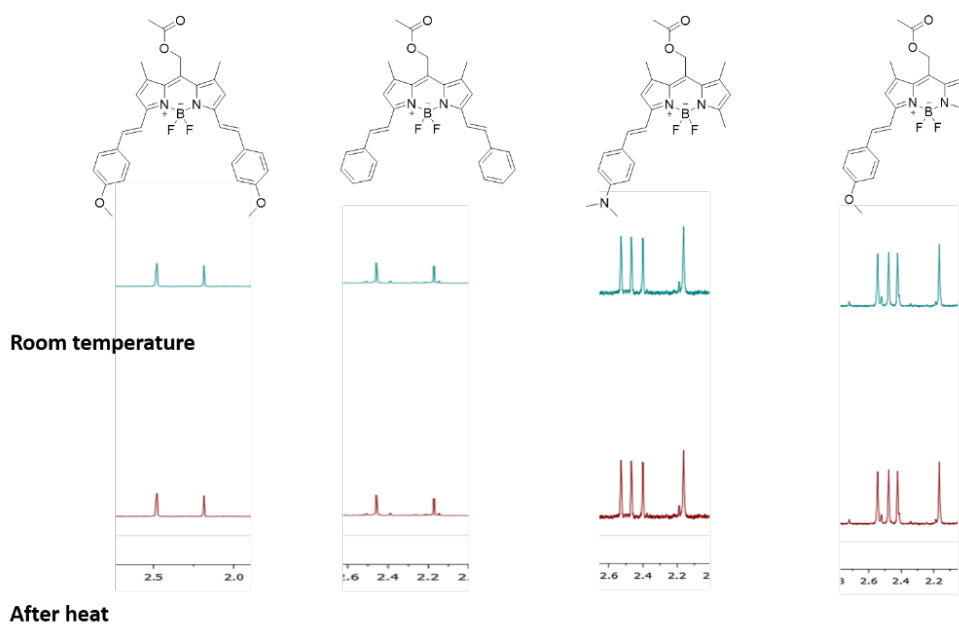 O O O O
O O O O
N B N N B N N B N N B
+ − + − + − + −
F F F F F F F F
N
O O O
Room temperature
2.5 2.0 .6 2.4 2.2 2. 2.6 2.4 2.2 2 2.6 2.4 2.2
After heat